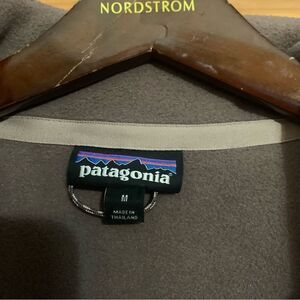 NORDSTROM
patagonia
M
MADE IN
THAILAND